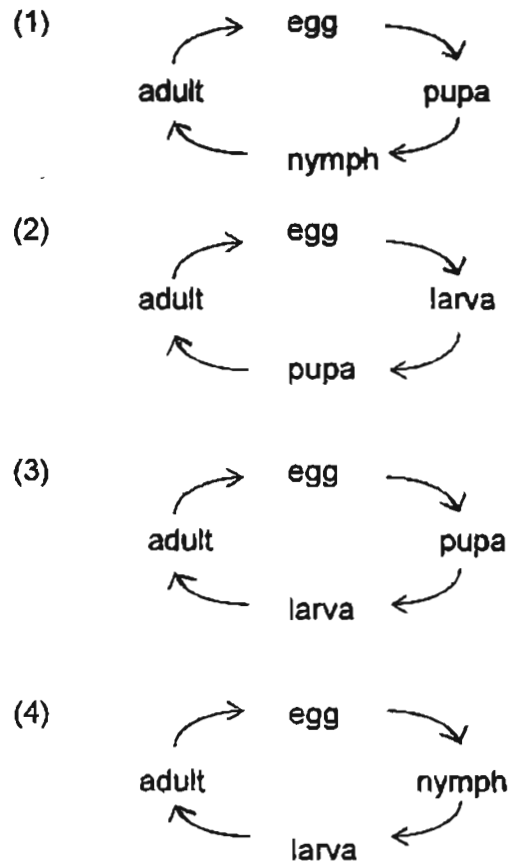 (1) egg
adult pupa
nymph
(2) egg
adult larva
pupa
(3) egg
adult pupa
larva
(4) egg
adult nymph
larva